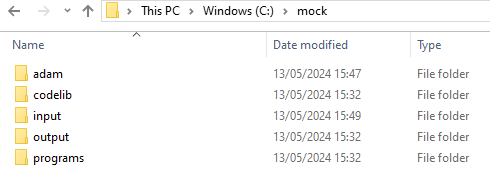 This PC > Windows (C:) > mock
Name Date modified Type
adam 13/05/2024 15:47 File folder
codelib 13/05/2024 15:32 File folder
input 13/05/2024 15:49 File folder
output 13/05/2024 15:32 File folder
programs 13/05/2024 15:32 File folder